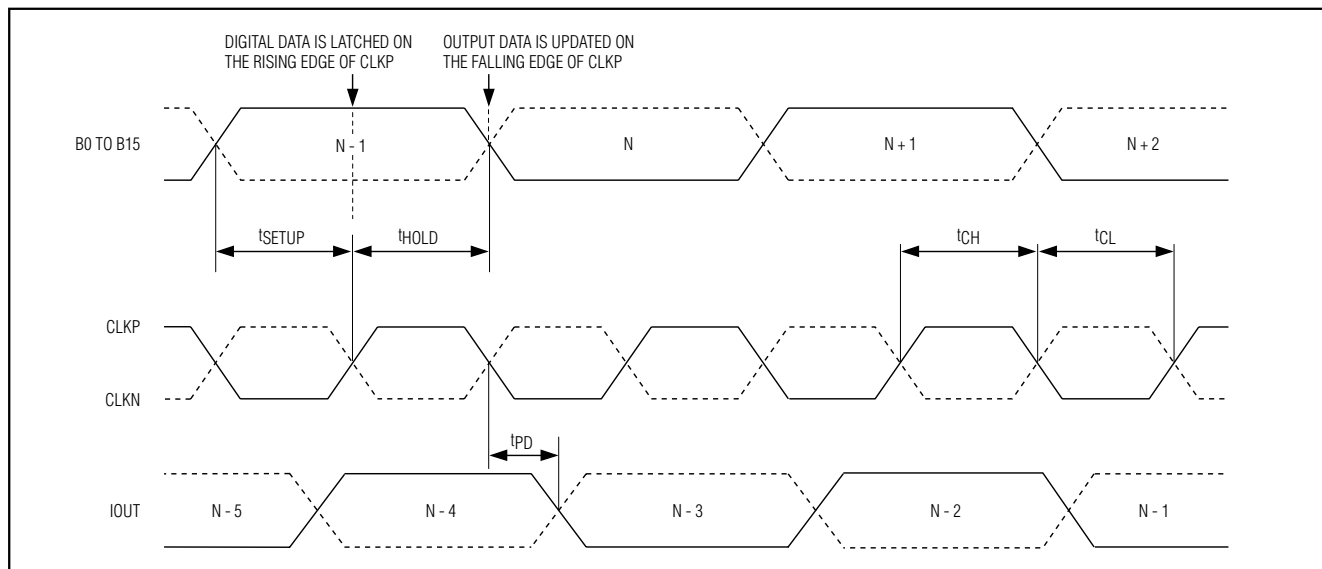 DIGITAL DATA IS LATCHED ON
THE RISING EDGE OF CLKP
OUTPUT DATA IS UPDATED ON
THE FALLING EDGE OF CLKP
B0 TO B15
N - 1
N
N + 1
N + 2
tSETUP
tHOLD
tCH
tCL
CLKP
CLKN
tPD
IOUT
N - 5
N - 4
N - 3
N - 2
N - 1